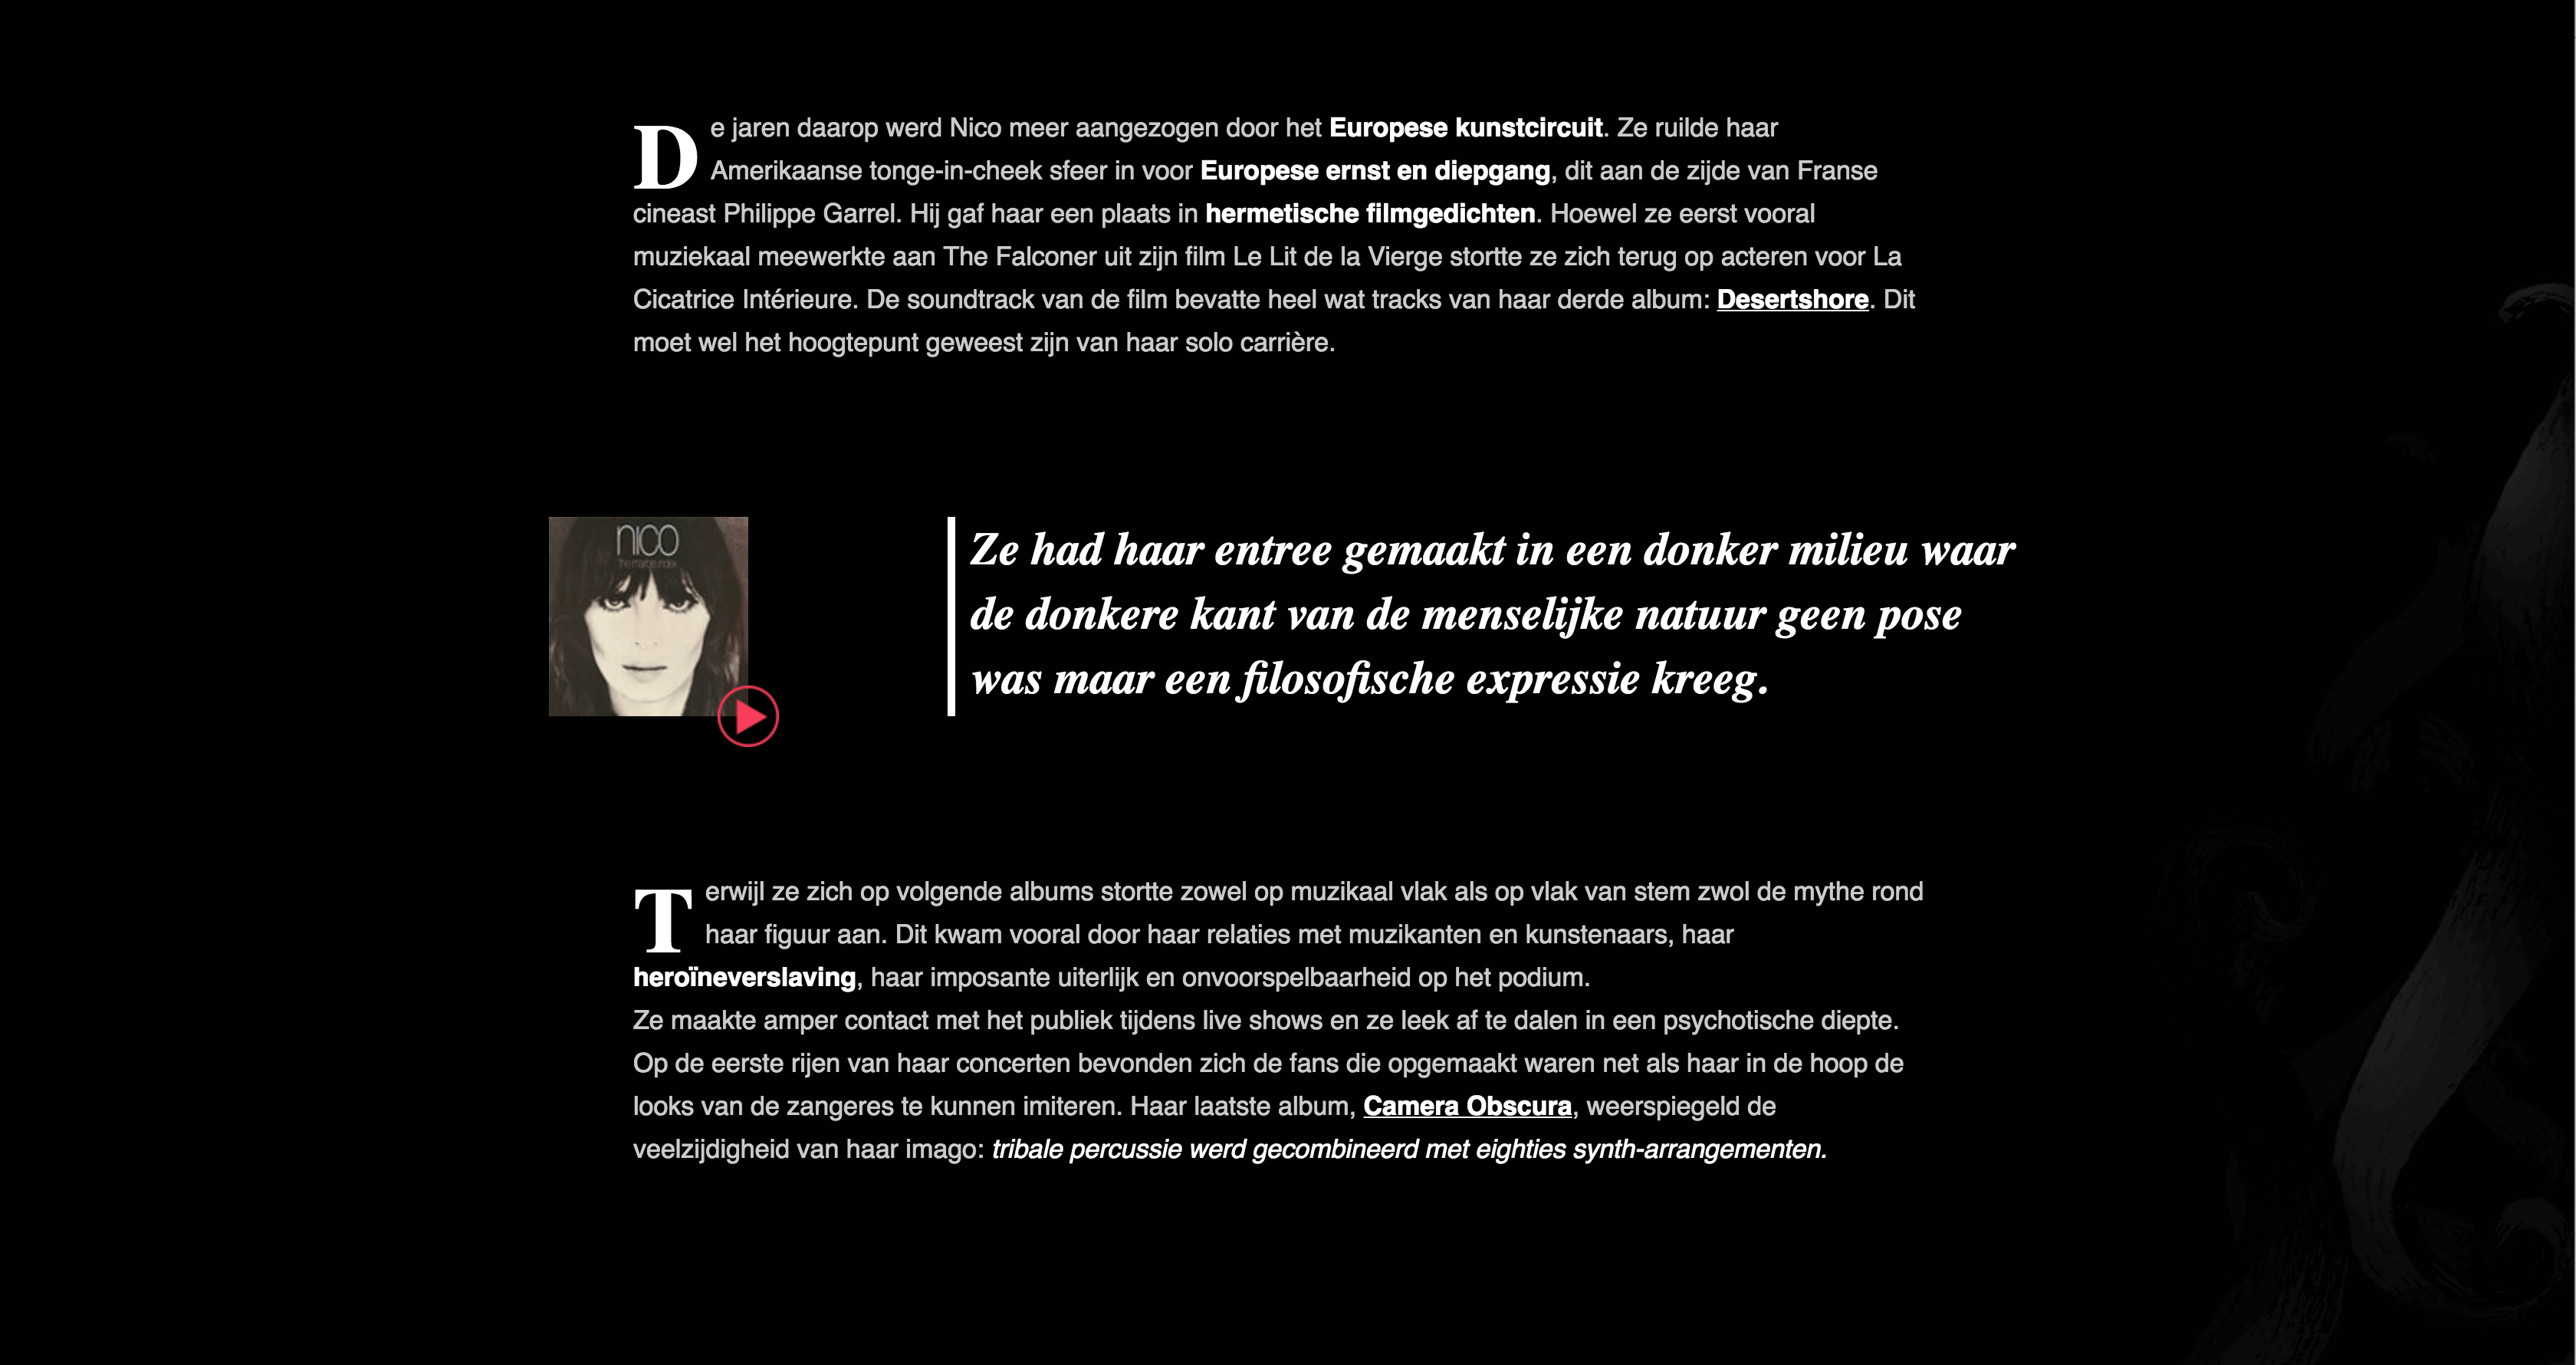 De jaren daarop werd Nico meer aangezogen door het Europese kunstcircuit. Ze ruilde haar
Amerikaanse tonge-in-cheek sfeer in voor Europese ernst en diepgang, dit aan de zijde van Franse
cineast Philippe Garrel. Hij gaf haar een plaats in hermetische filmgedichten. Hoewel ze eerst vooral
muziekaal meewerkte aan The Falconer uit zijn film Le Lit de la Vierge stortte ze zich terug op acteren voor La
Cicatrice Intérieure. De soundtrack van de film bevatte heel wat tracks van haar derde album: Desertshore. Dit
moet wel het hoogtepunt geweest zijn van haar solo carrière.
nico
the marble index
Ze had haar entree gemaakt in een donker milieu waar
de donkere kant van de menselijke natuur geen pose
was maar een filosofische expressie kreeg.
Terwijl ze zich op volgende albums stortte zowel op muzikaal vlak als op vlak van stem zwol de mythe rond
haar figuur aan. Dit kwam vooral door haar relaties met muzikanten en kunstenaars, haar
heroïneverslaving, haar imposante uiterlijk en onvoorspelbaarheid op het podium.
Ze maakte amper contact met het publiek tijdens live shows en ze leek af te dalen in een psychotische diepte.
Op de eerste rijen van haar concerten bevonden zich de fans die opgemaakt waren net als haar in de hoop de
looks van de zangeres te kunnen imiteren. Haar laatste album, Camera Obscura, weerspiegeld de
veelzijdigheid van haar imago: tribale percussie werd gecombineerd met eighties synth-arrangementen.